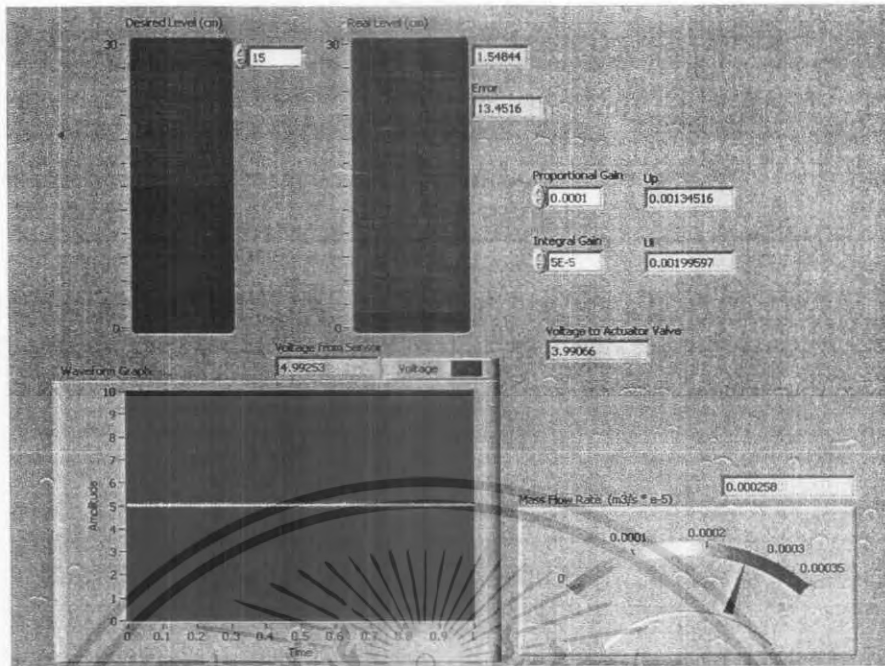 Desired Level (cm)
Real Level (cm)
30
15
30
1.54844
Error
13.4516
Proportional Gain
Up
0.0001
0.00134516
Integral Gain
Ui
5E-5
0.00199597
0
0
Voltage to Actuator Valve
3.99066
Voltage from Sensor
4.99253
Voltage
Waveform Graph
10
9
8
7
6
5
4
3
2
1
0
Amplitude
0.0 0.1 0.2 0.3 0.4 0.5 0.6 0.7 0.8 0.9 1
Time
0.000258
Mass Flow Rate (m3/s * e-5)
0
0.0001
0.0002
0.0003
0.00035